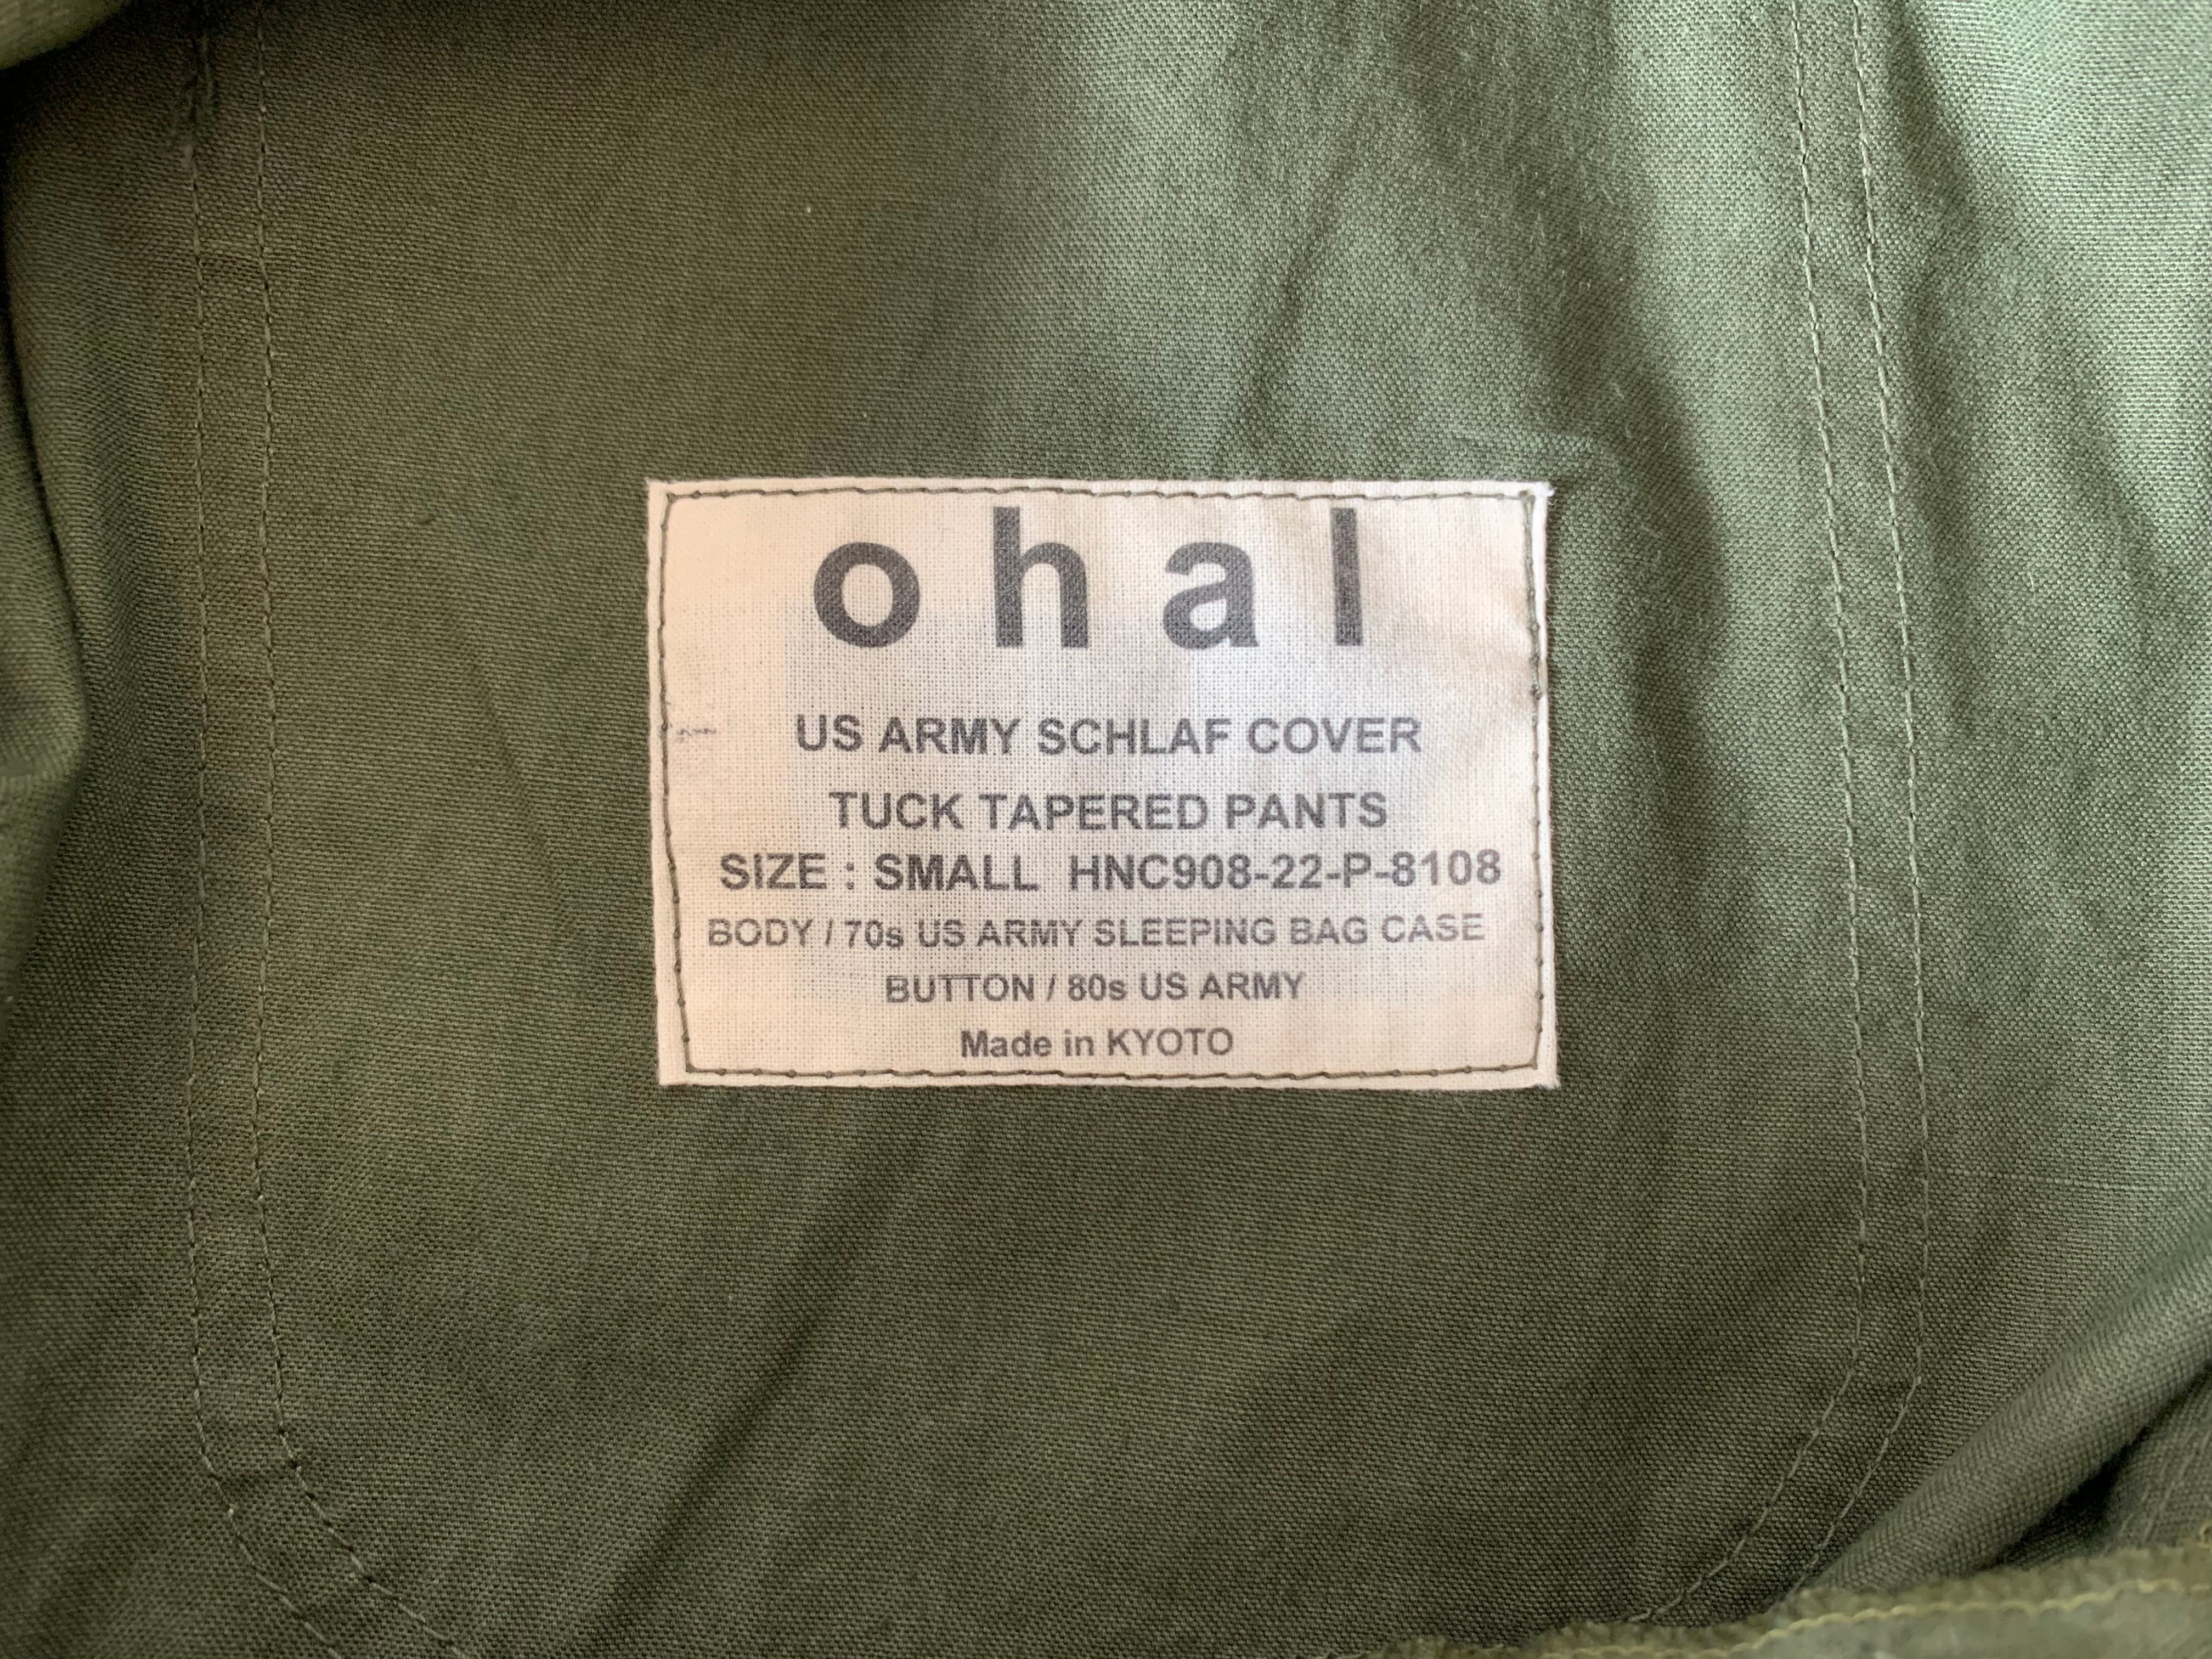 ohal
US ARMY SCHLAF COVER
TUCK TAPERED PANTS
SIZE : SMALL HNC908-22-P-8108
BODY / 70s US ARMY SLEEPING BAG CASE
BUTTON / 80s US ARMY
Made in KYOTO